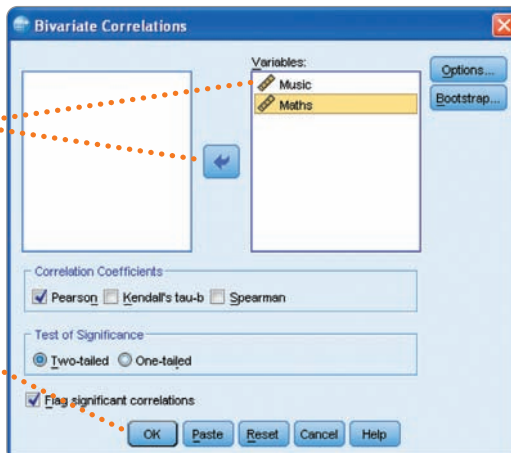 Bivariate Correlations
Variables:
Music
Maths
Options...
Bootstrap...
Correlation Coefficients
Pearson Kendall's tau-b Spearman
Test of Significance
Two-tailed One-tailed
Flag significant correlations
OK Paste Reset Cancel Help